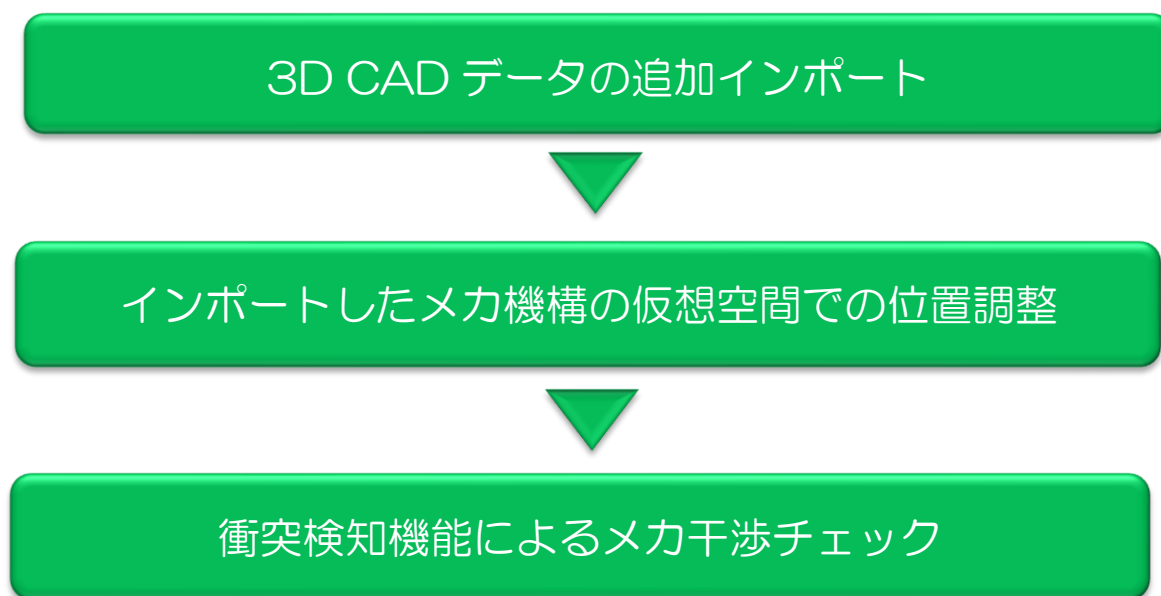 3D CAD データの追加インポート
インポートしたメカ機構の仮想空間での位置調整
衝突検知機能によるメカ干渉チェック